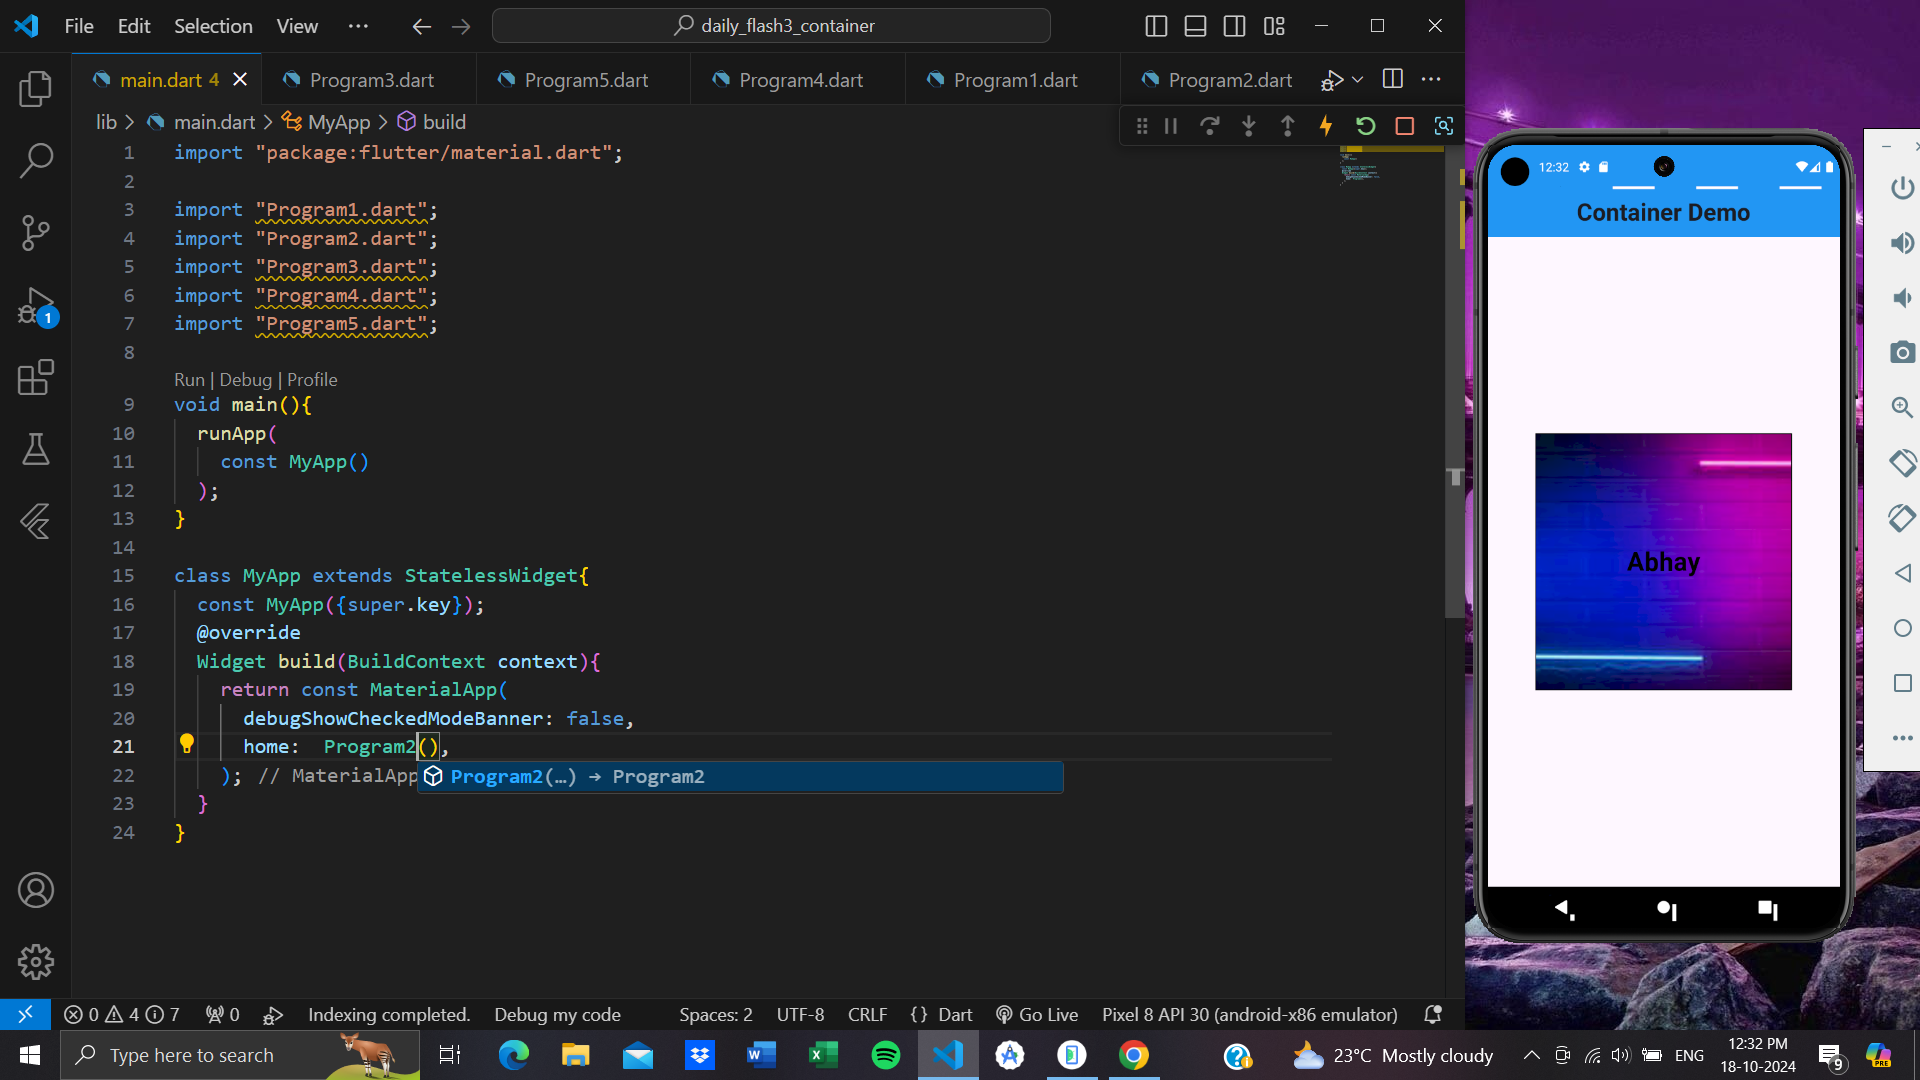 File Edit Selection View ··· daily_flash3_container
main.dart 4 Program3.dart Program5.dart Program4.dart Program1.dart Program2.dart
lib > main.dart > MyApp > build
1 import "package:flutter/material.dart";
2
3 import "Program1.dart";
4 import "Program2.dart";
5 import "Program3.dart";
6 import "Program4.dart";
7 import "Program5.dart";
8
Run | Debug | Profile
9 void main(){
10 runApp(
11 const MyApp()
12 );
13 }
14
15 class MyApp extends StatelessWidget{
16 const MyApp({super.key});
17 @override
18 Widget build(BuildContext context){
19 return const MaterialApp(
20 debugShowCheckedModeBanner: false,
21 home: Program2(),
22 ); // MaterialApp
Program2(…) → Program2
23 }
24 }
12:32
Container Demo
Abhay
1
0 4 7 0 Indexing completed. Debug my code Spaces: 2 UTF-8 CRLF {} Dart Go Live Pixel 8 API 30 (android-x86 emulator)
Type here to search 23°C Mostly cloudy ENG 12:32 PM
18-10-2024 9 PRE